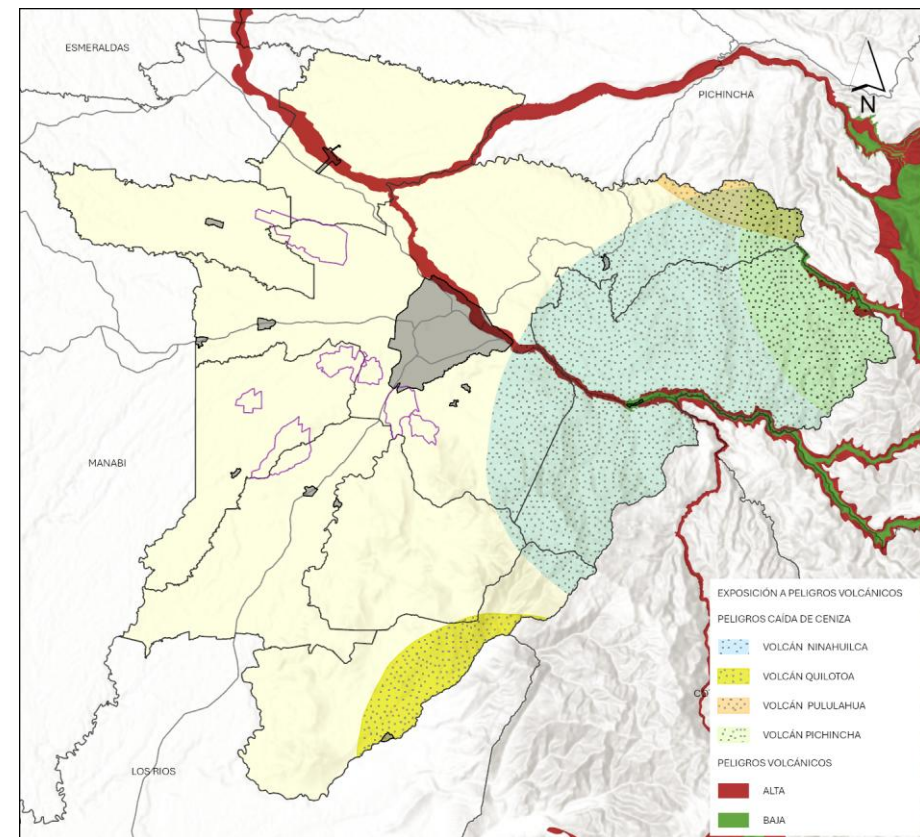 ESMERALDAS
PICHINCHA
N
MANABI
LOS RIOS
CO
EXPOSICIÓN A PELIGROS VOLCÁNICOS
PELIGROS CAÍDA DE CENIZA
VOLCÁN NINAHUILCA
VOLCÁN QUILOTOA
VOLCÁN PULULAHUA
VOLCÁN PICHINCHA
PELIGROS VOLCÁNICOS
ALTA
BAJA